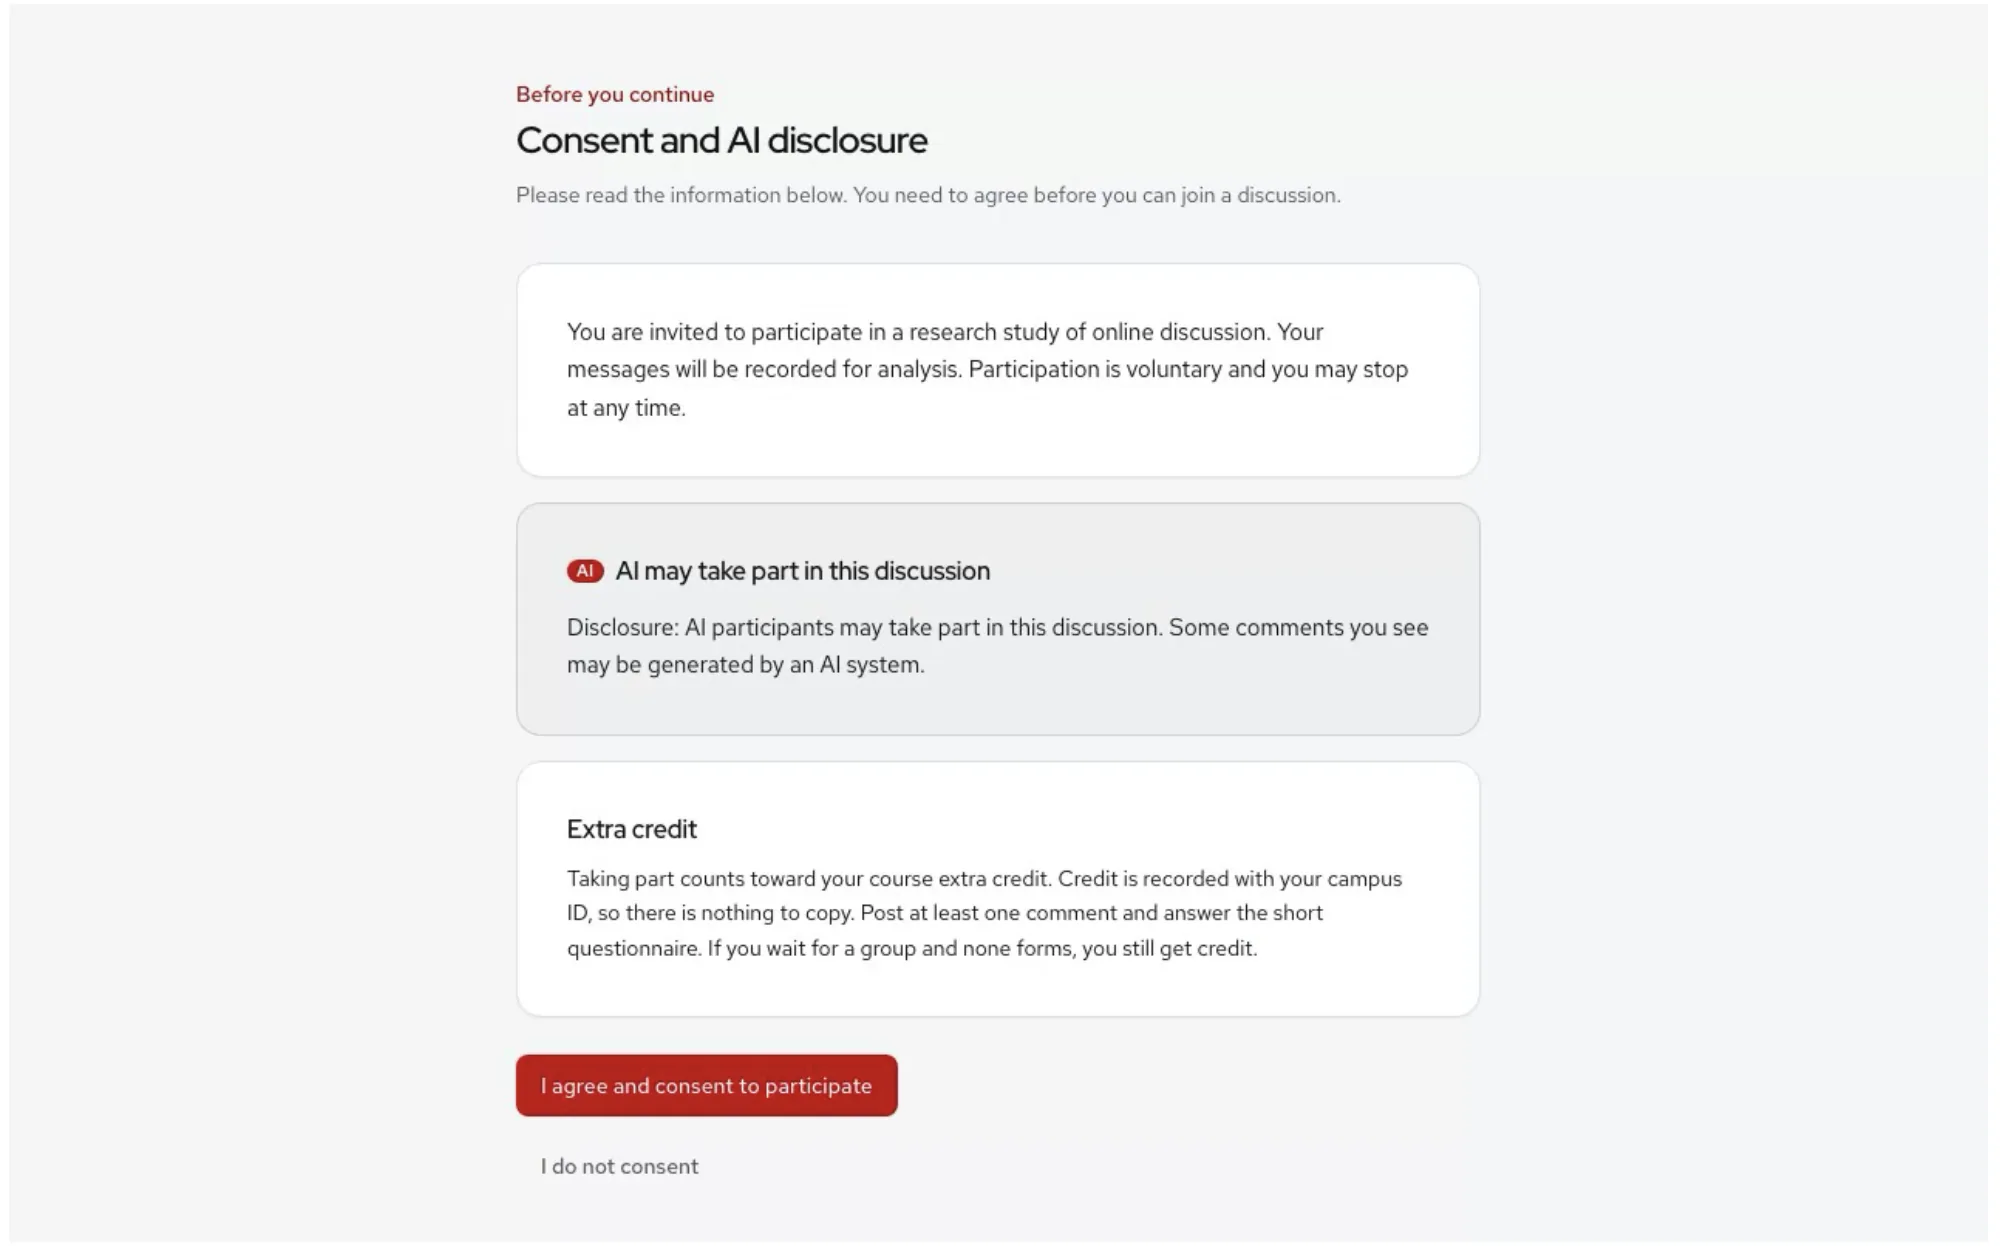 Before you continue
Consent and AI disclosure
Please read the information below. You need to agree before you can join a discussion.
You are invited to participate in a research study of online discussion. Your
messages will be recorded for analysis. Participation is voluntary and you may stop
at any time.
AI AI may take part in this discussion
Disclosure: AI participants may take part in this discussion. Some comments you see
may be generated by an AI system.
Extra credit
Taking part counts toward your course extra credit. Credit is recorded with your campus
ID, so there is nothing to copy. Post at least one comment and answer the short
questionnaire. If you wait for a group and none forms, you still get credit.
I agree and consent to participate
I do not consent